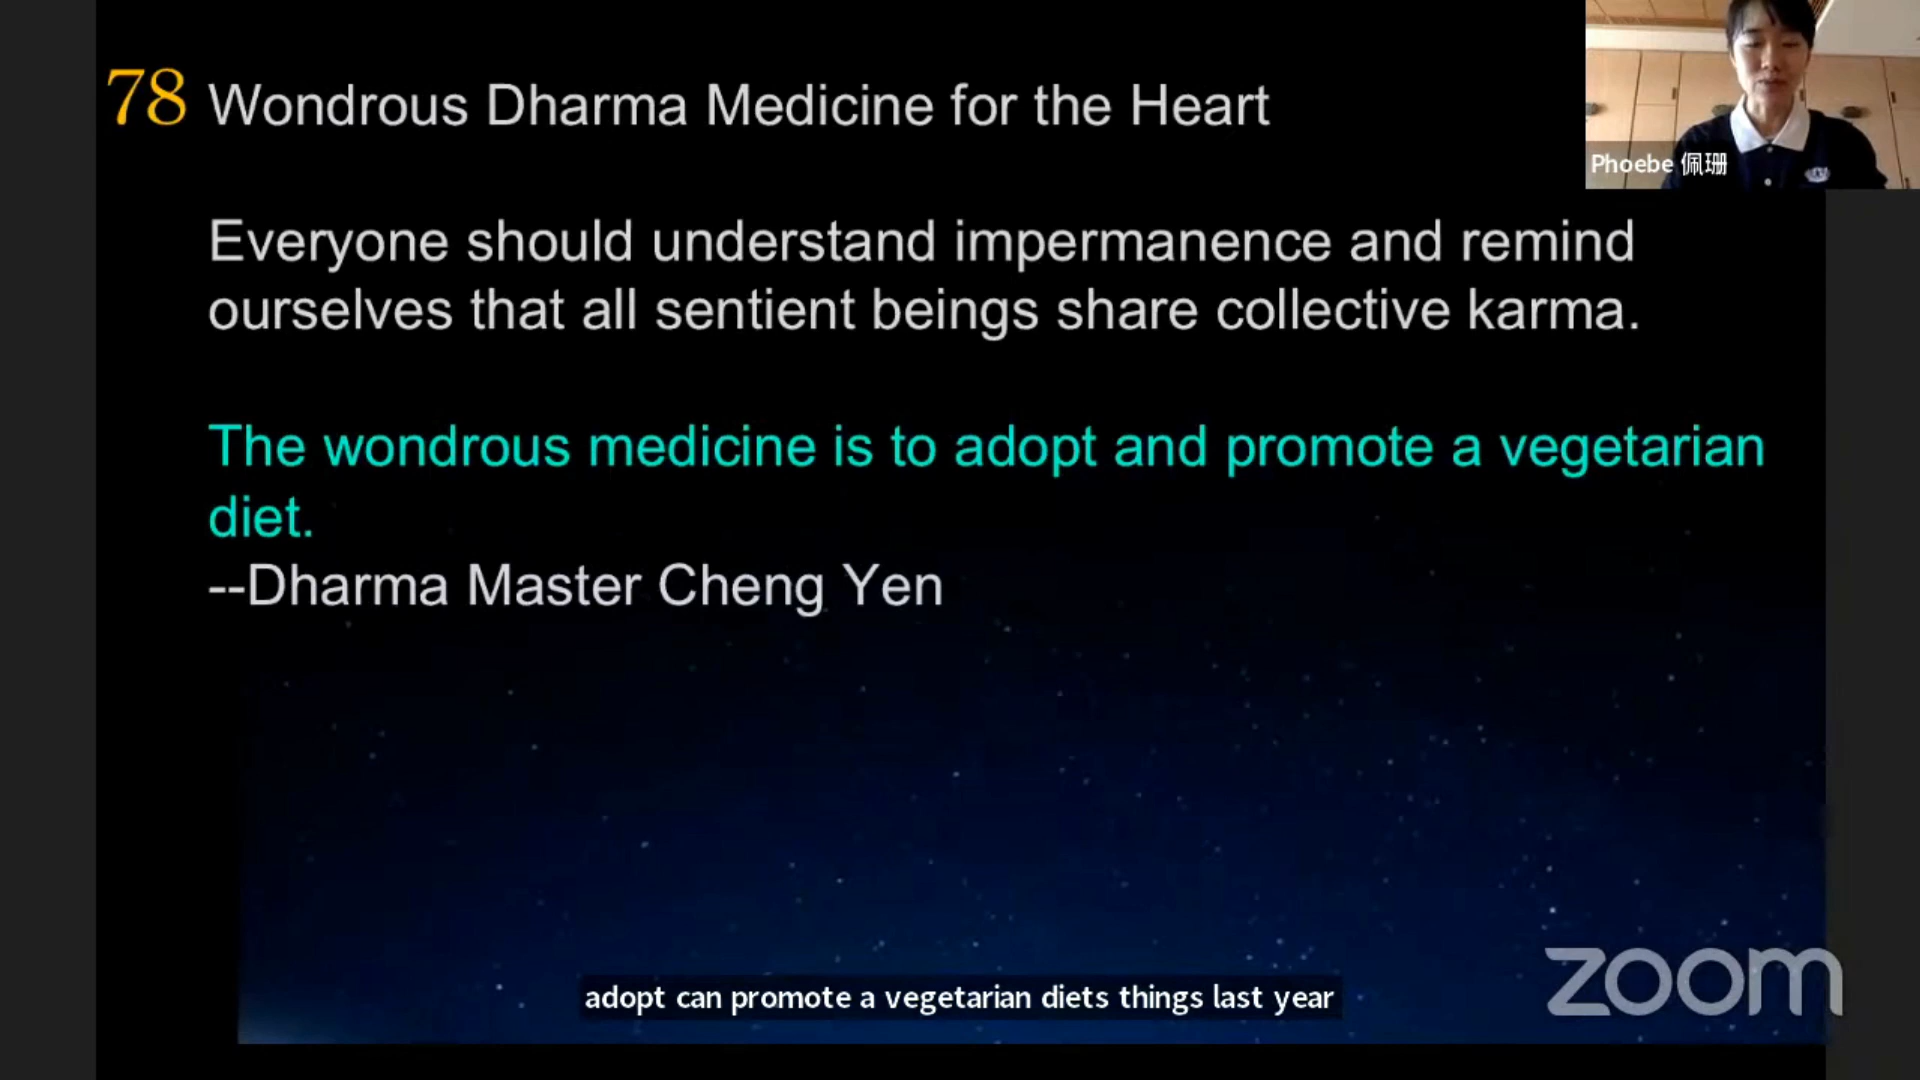 78 Wondrous Dharma Medicine for the Heart
Phoebe 佩珊
Everyone should understand impermanence and remind
ourselves that all sentient beings share collective karma.
The wondrous medicine is to adopt and promote a vegetarian
diet.
--Dharma Master Cheng Yen
adopt can promote a vegetarian diets things last year
zoom